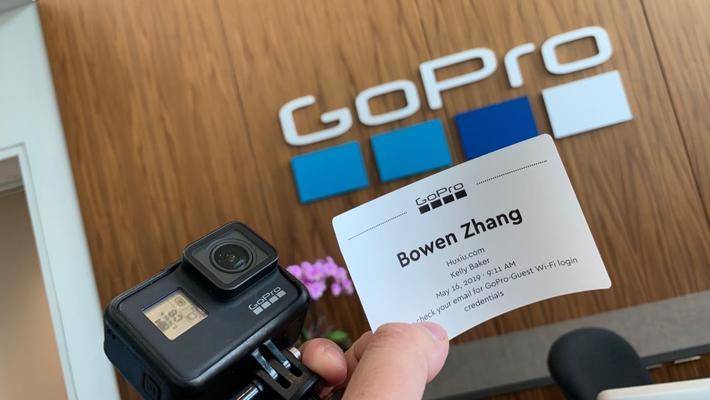 GoPro
GoPro
Bowen Zhang
Huxiu.com
Kelly Baker
May 16, 2019 · 9:11 AM
check your email for GoPro-Guest Wi-Fi login
credentials
GoPro